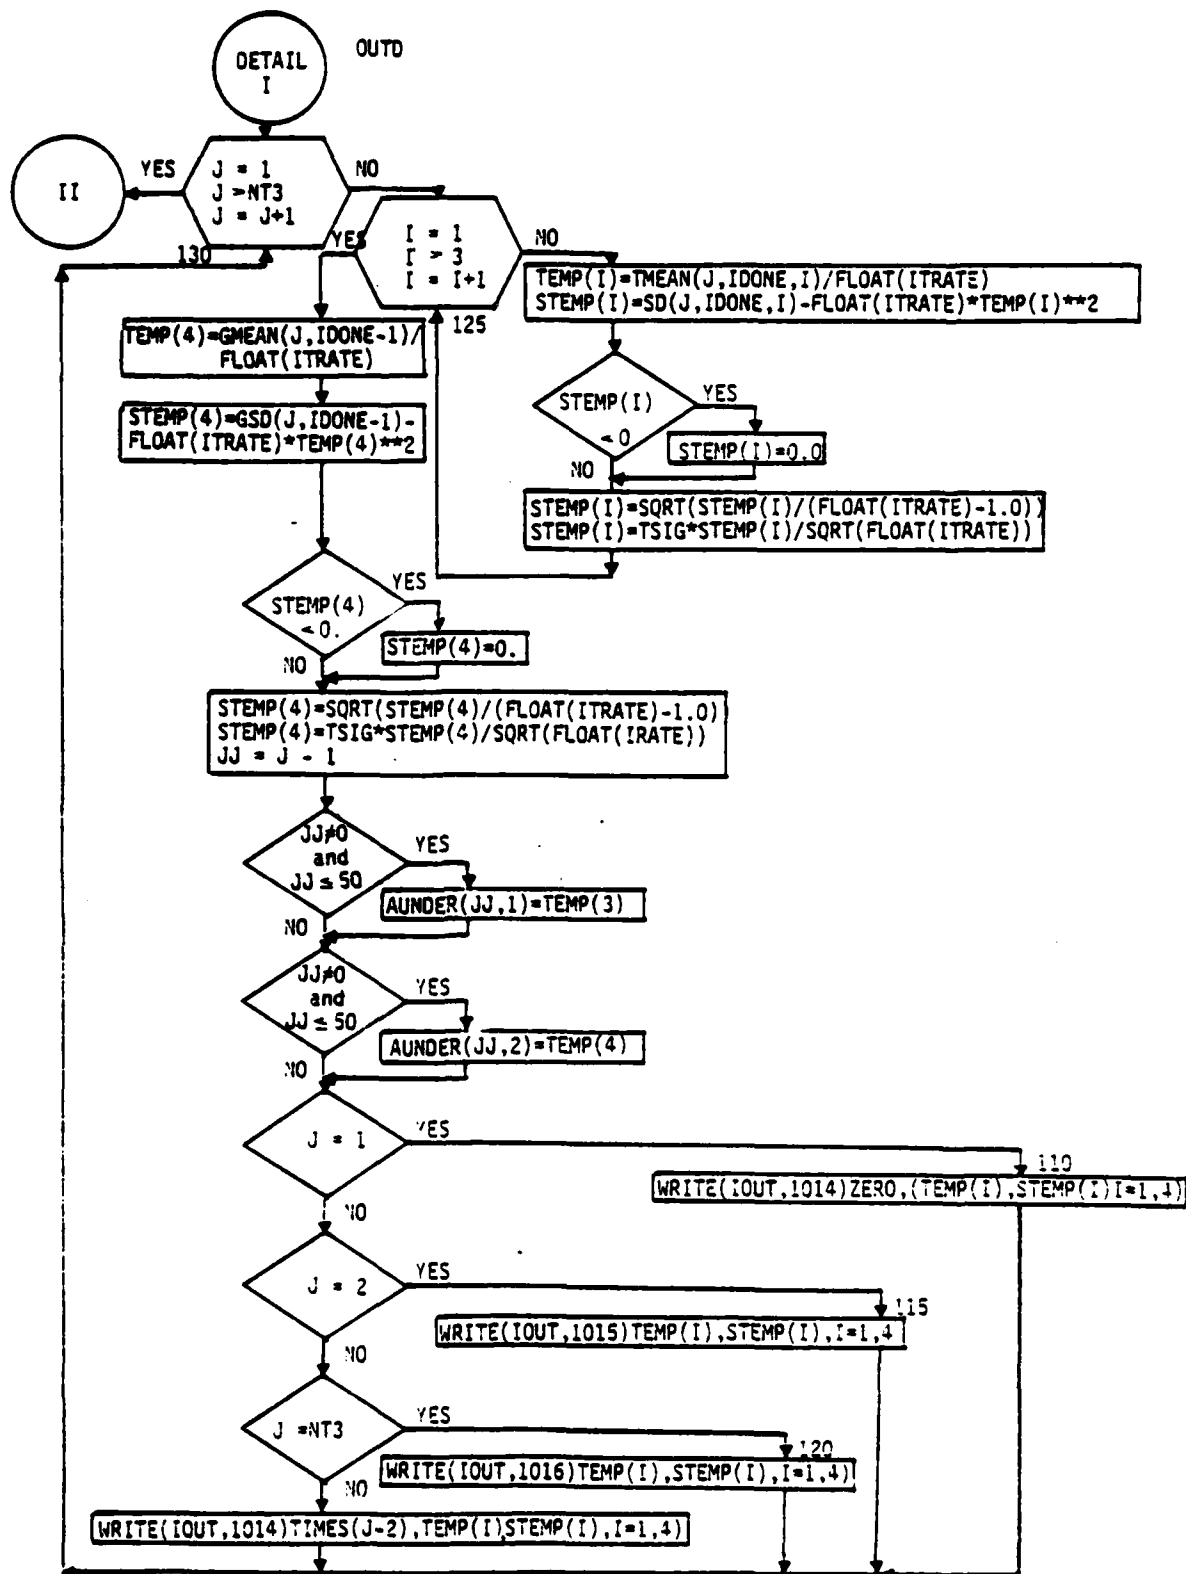 OUTD
DETAIL
I
II
YES
J = 1
J >NT3
J = J+1
NO
130
YES
I = 1
I > 3
I = I+1
NO
125
TEMP(I)=TMEAN(J,IDONE,I)/FLOAT(ITRATE)
STEMP(I)=SD(J,IDONE,I)-FLOAT(ITRATE)*TEMP(I)**2
TEMP(4)=GMEAN(J,IDONE-1)/
FLOAT(ITRATE)
STEMP(I)
< 0
YES
STEMP(I)=0.0
NO
STEMP(4)=GSD(J,IDONE-1)-
FLOAT(ITRATE)*TEMP(4)**2
STEMP(I)=SQRT(STEMP(I)/(FLOAT(ITRATE)-1.0))
STEMP(I)=TSIG*STEMP(I)/SQRT(FLOAT(ITRATE))
STEMP(4)
< 0.
YES
STEMP(4)=0.
NO
STEMP(4)=SQRT(STEMP(4)/(FLOAT(ITRATE)-1.0)
STEMP(4)=TSIG*STEMP(4)/SQRT(FLOAT(IRATE))
JJ = J - 1
JJ≠0
and
JJ ≤ 50
YES
AUNDER(JJ,1)=TEMP(3)
NO
JJ≠0
and
JJ ≤ 50
YES
AUNDER(JJ,2)=TEMP(4)
NO
J = 1
YES
110
WRITE(IOUT,1014)ZERO,(TEMP(I),STEMP(I)I=1,4)
NO
J = 2
YES
115
WRITE(IOUT,1015)TEMP(I),STEMP(I),I=1,4
NO
J =NT3
YES
120
WRITE(IOUT,1016)TEMP(I),STEMP(I),I=1,4)
NO
WRITE(IOUT,1014)TIMES(J-2),TEMP(I)STEMP(I),I=1,4)